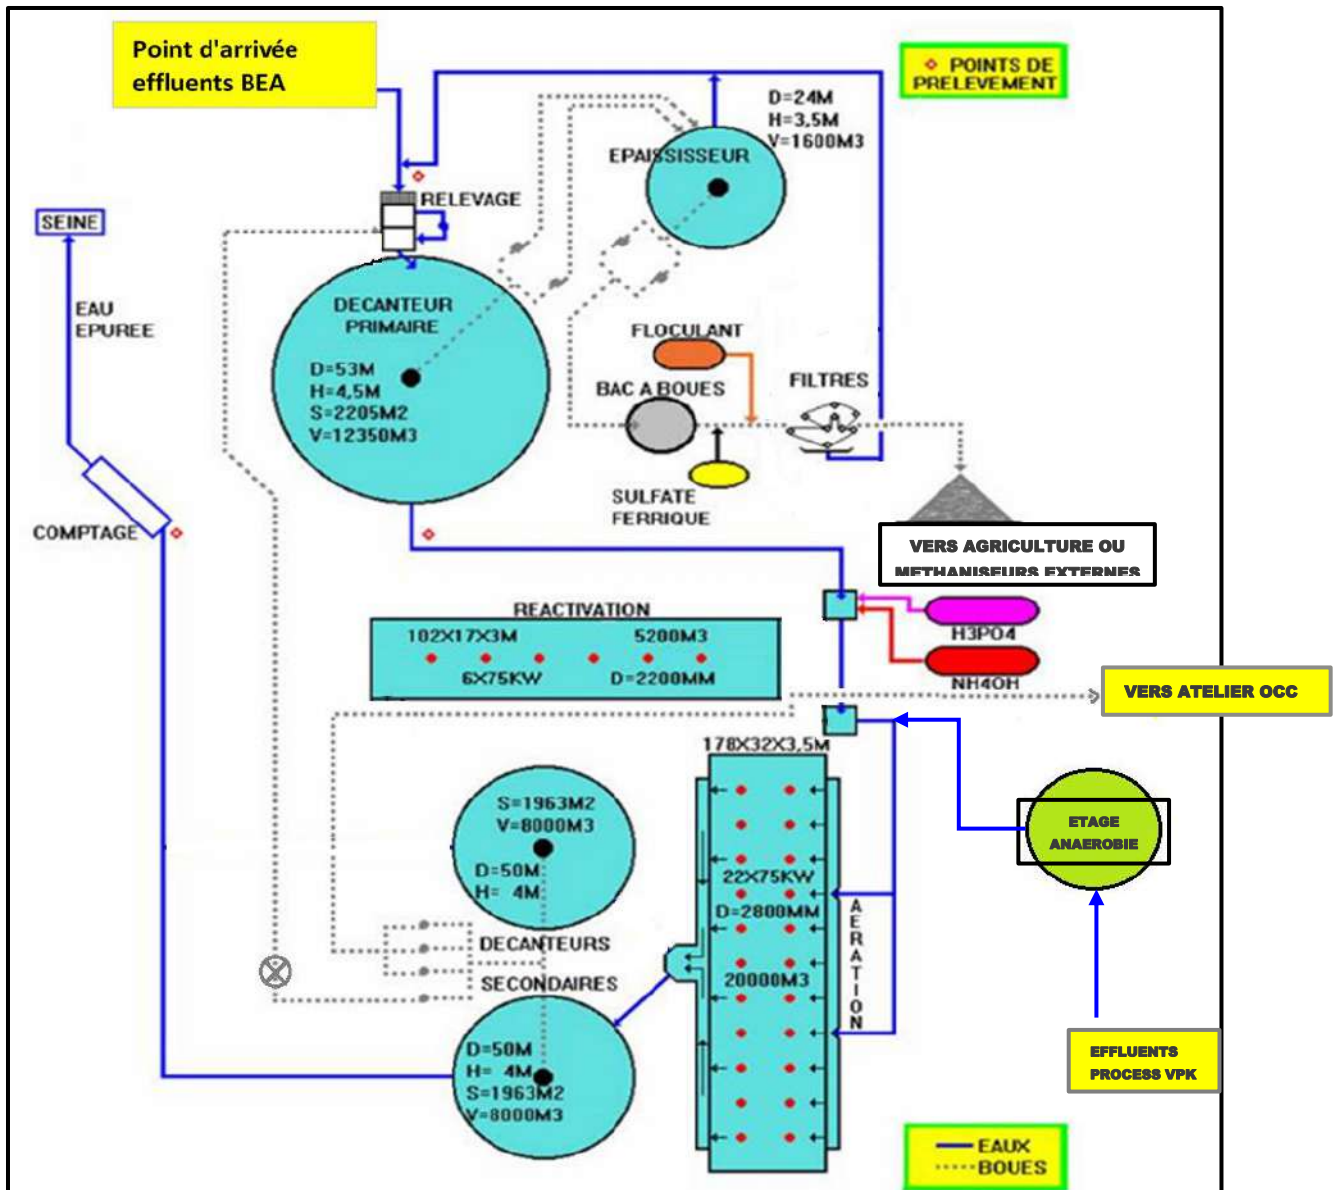 Point d'arrivée
effluents BEA
POINTS DE
PRELEVEMENT
D=24M
H=3,5M
V=1600M3
EPAISSISSEUR
RELEVAGE
SEINE
EAU
EPUREE
DECANTEUR
PRIMAIRE
D=53M
H=4,5M
S=2205M2
V=12350M3
FLOCULANT
BAC A BOUES
FILTRES
SULFATE
FERRIQUE
COMPTAGE
VERS AGRICULTURE OU
METHANISEURS EXTERNES
REACTIVATION
102X17X3M 5200M3
6X75KW D=2200MM
H3PO4
NH4OH
VERS ATELIER OCC
178X32X3,5M
S=1963M2
V=8000M3
D=50M
H= 4M
22X75KW
D=2800MM
20000M3
AERATION
ETAGE
ANAEROBIE
DECANTEURS
SECONDAIRES
D=50M
H= 4M
S=1963M2
V=8000M3
EFFLUENTS
PROCESS VPK
EAUX
BOUES